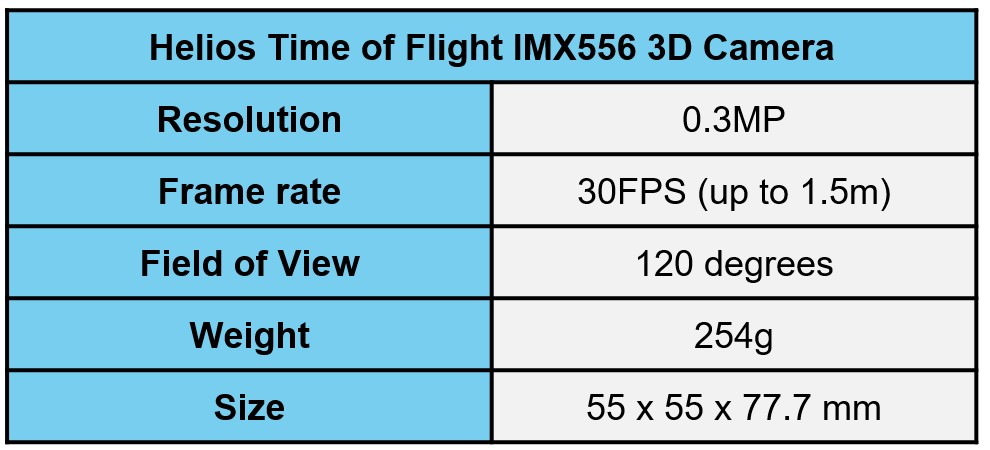 Helios Time of Flight IMX556 3D Camera
Resolution 0.3MP
Frame rate 30FPS (up to 1.5m)
Field of View 120 degrees
Weight 254g
Size 55 x 55 x 77.7 mm